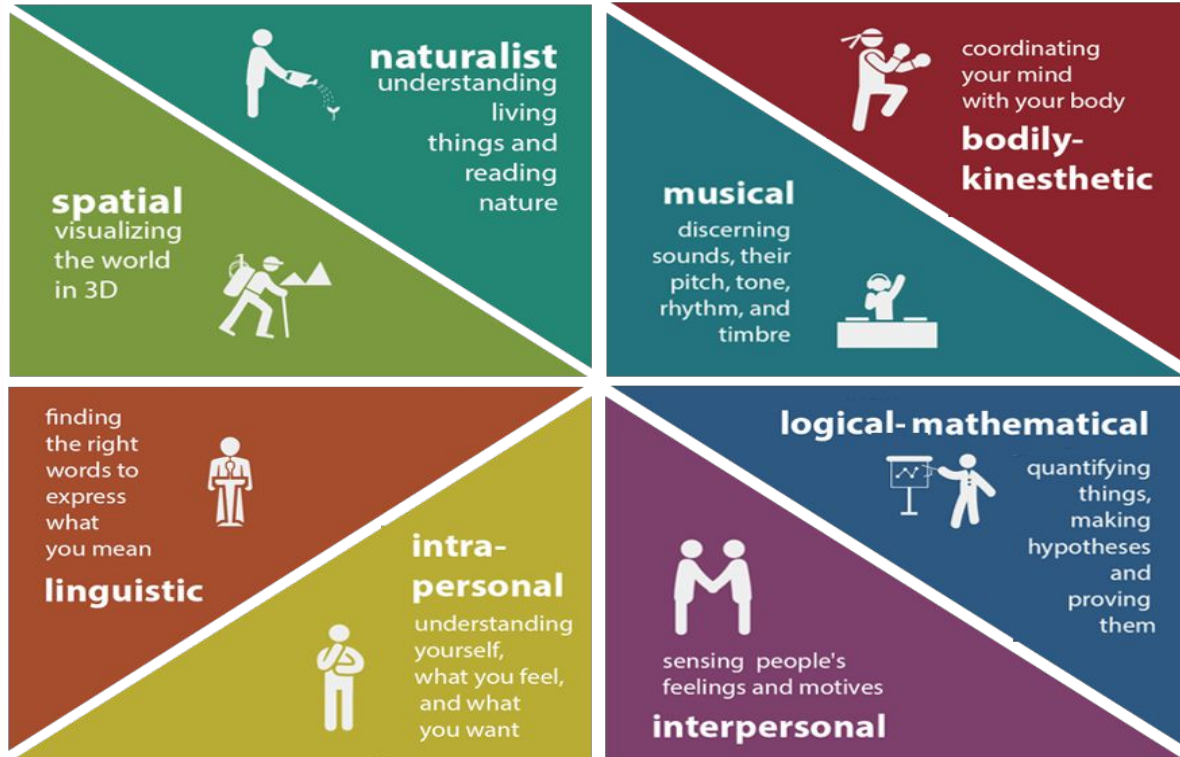 naturalist
understanding
living
things and
reading
nature
spatial
visualizing
the world
in 3D
coordinating
your mind
with your body
bodily-
kinesthetic
musical
discerning
sounds, their
pitch, tone,
rhythm, and
timbre
finding
the right
words to
express
what
you mean
linguistic
intra-
personal
understanding
yourself,
what you feel,
and what
you want
logical-mathematical
quantifying
things,
making
hypotheses
and
proving
them
sensing people's
feelings and motives
interpersonal